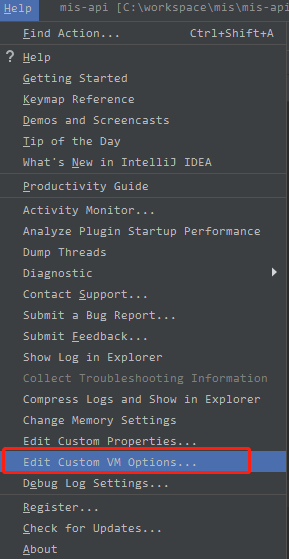 Help mis-api [C:\workspace\mis\mis-api
Find Action... Ctrl+Shift+A
? Help
Getting Started
Keymap Reference
Demos and Screencasts
Tip of the Day
What's New in IntelliJ IDEA
Productivity Guide
Activity Monitor...
Analyze Plugin Startup Performance
Dump Threads
Diagnostic
Contact Support...
Submit a Bug Report...
Submit Feedback...
Show Log in Explorer
Collect Troubleshooting Information
Compress Logs and Show in Explorer
Change Memory Settings
Edit Custom Properties...
Edit Custom VM Options...
Debug Log Settings...
Register...
Check for Updates...
About